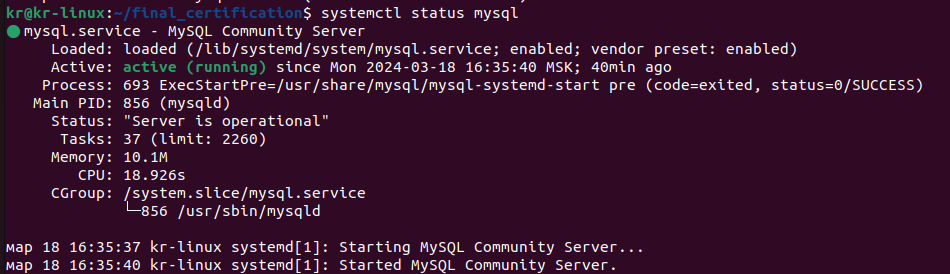 kr@kr-linux:~/final_certification$ systemctl status mysql
● mysql.service - MySQL Community Server
     Loaded: loaded (/lib/systemd/system/mysql.service; enabled; vendor preset: enabled)
     Active: active (running) since Mon 2024-03-18 16:35:40 MSK; 40min ago
    Process: 693 ExecStartPre=/usr/share/mysql/mysql-systemd-start pre (code=exited, status=0/SUCCESS)
   Main PID: 856 (mysqld)
     Status: "Server is operational"
      Tasks: 37 (limit: 2260)
     Memory: 10.1M
        CPU: 18.926s
     CGroup: /system.slice/mysql.service
             └─856 /usr/sbin/mysqld

мар 18 16:35:37 kr-linux systemd[1]: Starting MySQL Community Server...
мар 18 16:35:40 kr-linux systemd[1]: Started MySQL Community Server.